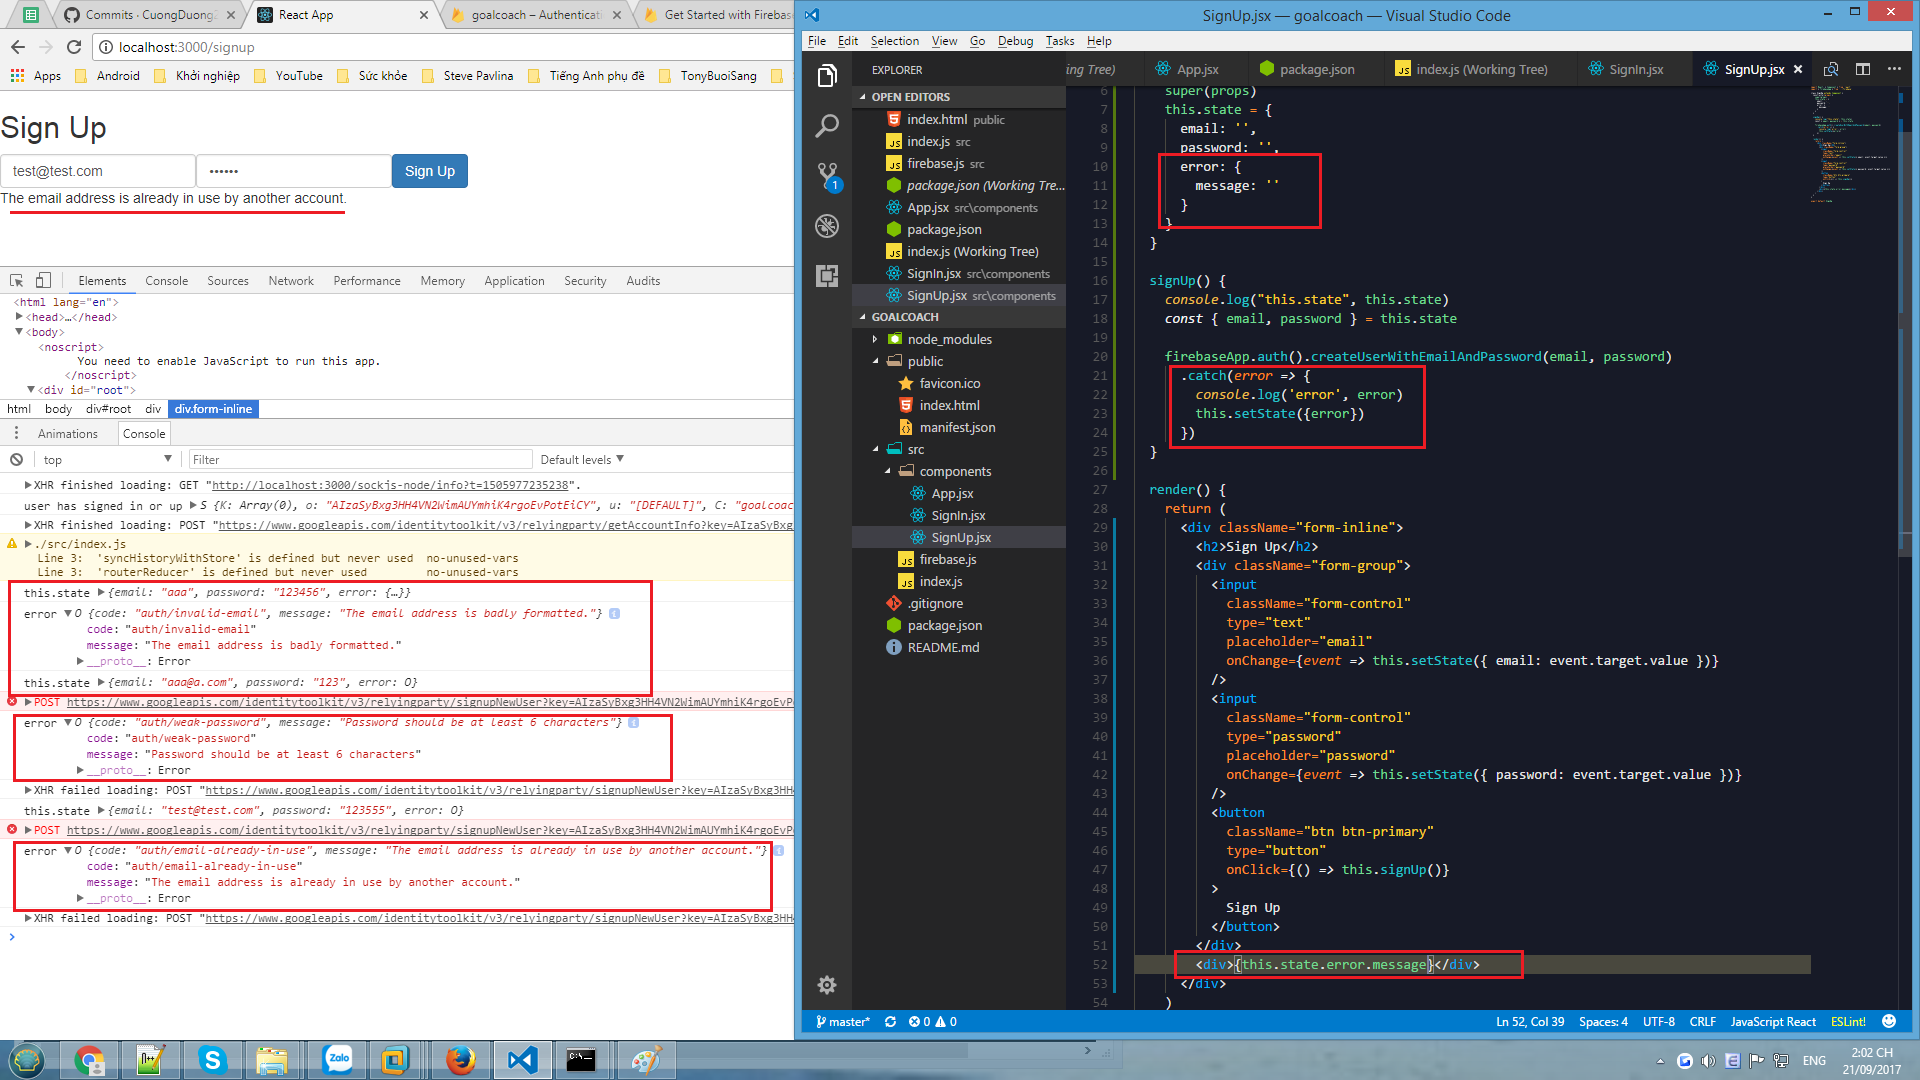 Commits · CuongDuong2
React App
goalcoach – Authenticati
Get Started with Firebase
localhost:3000/signup
Apps
Android
Khởi nghiệp
YouTube
Sức khỏe
Steve Pavlina
Tiếng Anh phụ đề
TonyBuoiSang
Sign Up
test@test.com
••••••
Sign Up
The email address is already in use by another account.
Elements
Console
Sources
Network
Performance
Memory
Application
Security
Audits
<html lang="en">
<head>…</head>
<body>
<noscript>
You need to enable JavaScript to run this app.
</noscript>
<div id="root">
html body div#root div div.form-inline
Animations
Console
top
Filter
Default levels
XHR finished loading: GET "http://localhost:3000/sockjs-node/info?t=1505977235238".
user has signed in or up S {K: Array(0), o: "AIzaSyBxg3HH4VN2WimAUYmhiK4rgoEvPotEiCY", u: "[DEFAULT]", C: "goalcoac
XHR finished loading: POST "https://www.googleapis.com/identitytoolkit/v3/relyingparty/getAccountInfo?key=AIzaSyBxg
./src/index.js
Line 3: 'syncHistoryWithStore' is defined but never used no-unused-vars
Line 3: 'routerReducer' is defined but never used no-unused-vars
this.state {email: "aaa", password: "123456", error: {…}}
error O {code: "auth/invalid-email", message: "The email address is badly formatted."}
code: "auth/invalid-email"
message: "The email address is badly formatted."
__proto__: Error
this.state {email: "aaa@a.com", password: "123", error: O}
POST https://www.googleapis.com/identitytoolkit/v3/relyingparty/signupNewUser?key=AIzaSyBxg3HH4VN2WimAUYmhiK4rgoEvP
error O {code: "auth/weak-password", message: "Password should be at least 6 characters"}
code: "auth/weak-password"
message: "Password should be at least 6 characters"
__proto__: Error
XHR failed loading: POST "https://www.googleapis.com/identitytoolkit/v3/relyingparty/signupNewUser?key=AIzaSyBxg3HH
this.state {email: "test@test.com", password: "123555", error: O}
POST https://www.googleapis.com/identitytoolkit/v3/relyingparty/signupNewUser?key=AIzaSyBxg3HH4VN2WimAUYmhiK4rgoEvP
error O {code: "auth/email-already-in-use", message: "The email address is already in use by another account."}
code: "auth/email-already-in-use"
message: "The email address is already in use by another account."
__proto__: Error
XHR failed loading: POST "https://www.googleapis.com/identitytoolkit/v3/relyingparty/signupNewUser?key=AIzaSyBxg3HH
SignUp.jsx — goalcoach — Visual Studio Code
File Edit Selection View Go Debug Tasks Help
EXPLORER
ing Tree)
App.jsx
package.json
index.js (Working Tree)
SignIn.jsx
SignUp.jsx
1
OPEN EDITORS
index.html public
index.js src
firebase.js src
package.json (Working Tre...
App.jsx src\components
package.json
index.js (Working Tree)
SignIn.jsx src\components
SignUp.jsx src\components
GOALCOACH
node_modules
public
favicon.ico
index.html
manifest.json
src
components
App.jsx
SignIn.jsx
SignUp.jsx
firebase.js
index.js
.gitignore
package.json
README.md
6 super(props)
7 this.state = {
8 email: '',
9 password: '',
10 error: {
11 message: ''
12 }
13 }
14 }
15
16 signUp() {
17 console.log("this.state", this.state)
18 const { email, password } = this.state
19
20 firebaseApp.auth().createUserWithEmailAndPassword(email, password)
21 .catch(error => {
22 console.log('error', error)
23 this.setState({error})
24 })
25 }
26
27 render() {
28 return (
29 <div className="form-inline">
30 <h2>Sign Up</h2>
31 <div className="form-group">
32 <input
33 className="form-control"
34 type="text"
35 placeholder="email"
36 onChange={event => this.setState({ email: event.target.value })}
37 />
38 <input
39 className="form-control"
40 type="password"
41 placeholder="password"
42 onChange={event => this.setState({ password: event.target.value })}
43 />
44 <button
45 className="btn btn-primary"
46 type="button"
47 onClick={() => this.signUp()}
48 >
49 Sign Up
50 </button>
51 </div>
52 <div>{this.state.error.message}</div>
53 </div>
54 )
master* 0 0
Ln 52, Col 39
Spaces: 4
UTF-8
CRLF
JavaScript React
ESLint!
Zalo
ENG
2:02 CH
21/09/2017